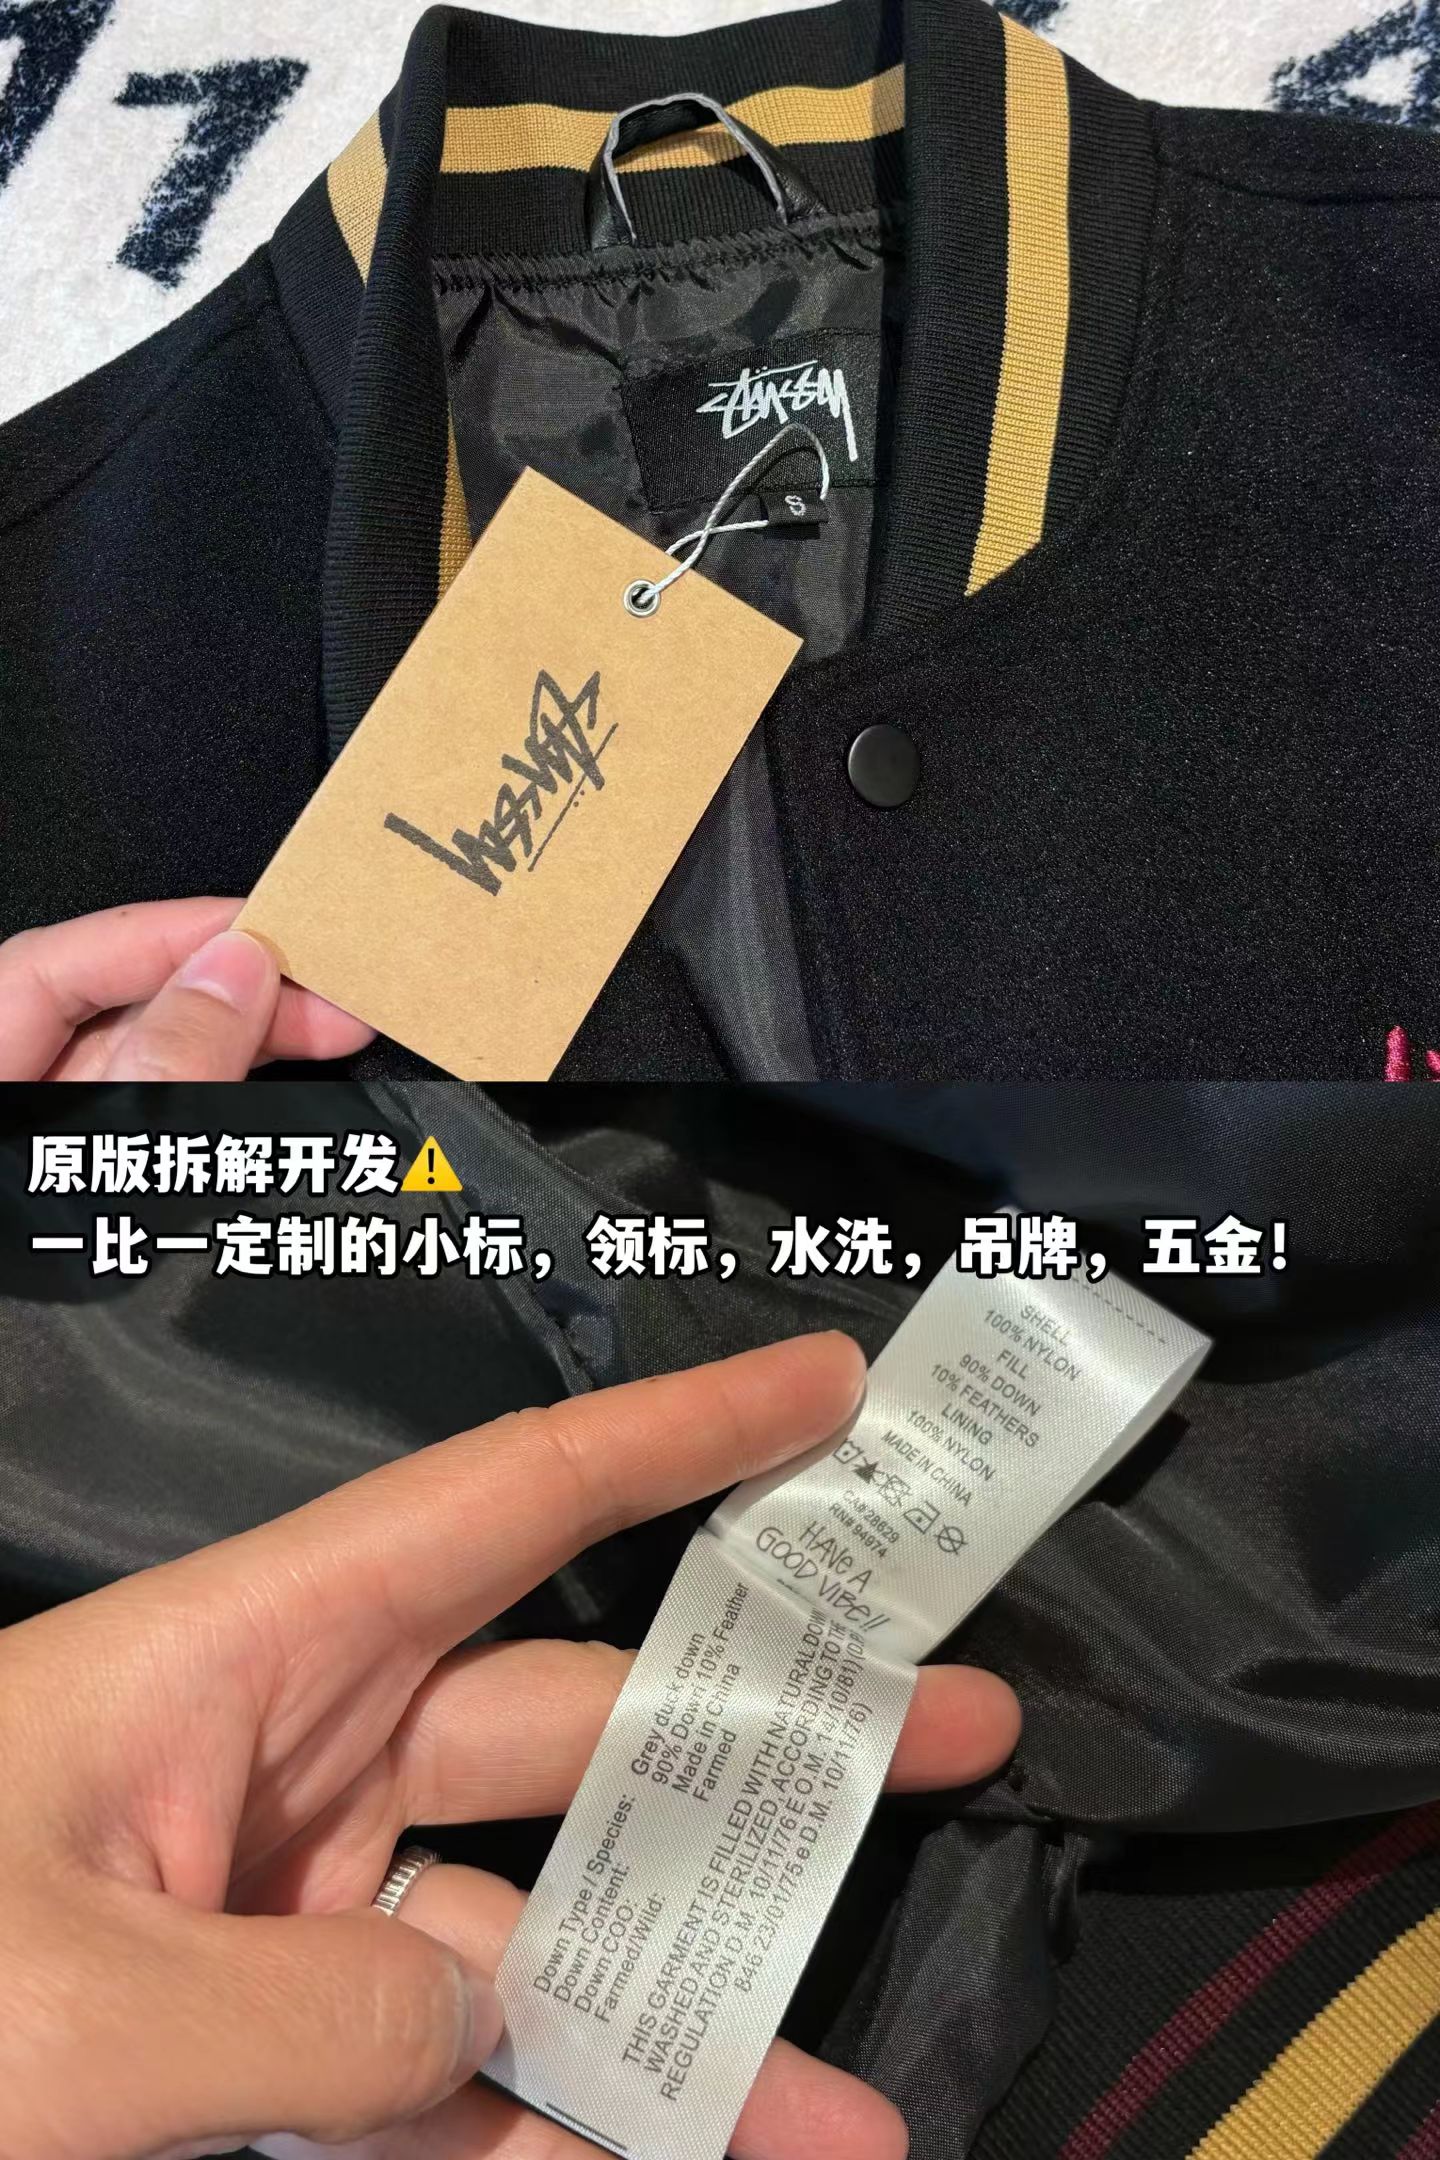 STÜSSY
S
STÜSSY
原版拆解开发⚠️
一比一定制的小标，领标，水洗，吊牌，五金！
SHELL
100% NYLON
FILL
90% DOWN
10% FEATHERS
LINING
100% NYLON
MADE IN CHINA
CA# 28629
RN# 94974
HAVE A
GOOD VIBE!!
Down Type / Species: Grey duck down
Down Content: 90% Down/ 10% Feather
Down COO: Made in China
Farmed/Wild: Farmed
THIS GARMENT IS FILLED WITH NATURAL DOWN
WASHED AND STERILIZED, ACCORDING TO THE
REGULATION D.M. 10/11/76 E O.M. 14/10/81)
846 23/01/75 e D.M. 10/11/76)